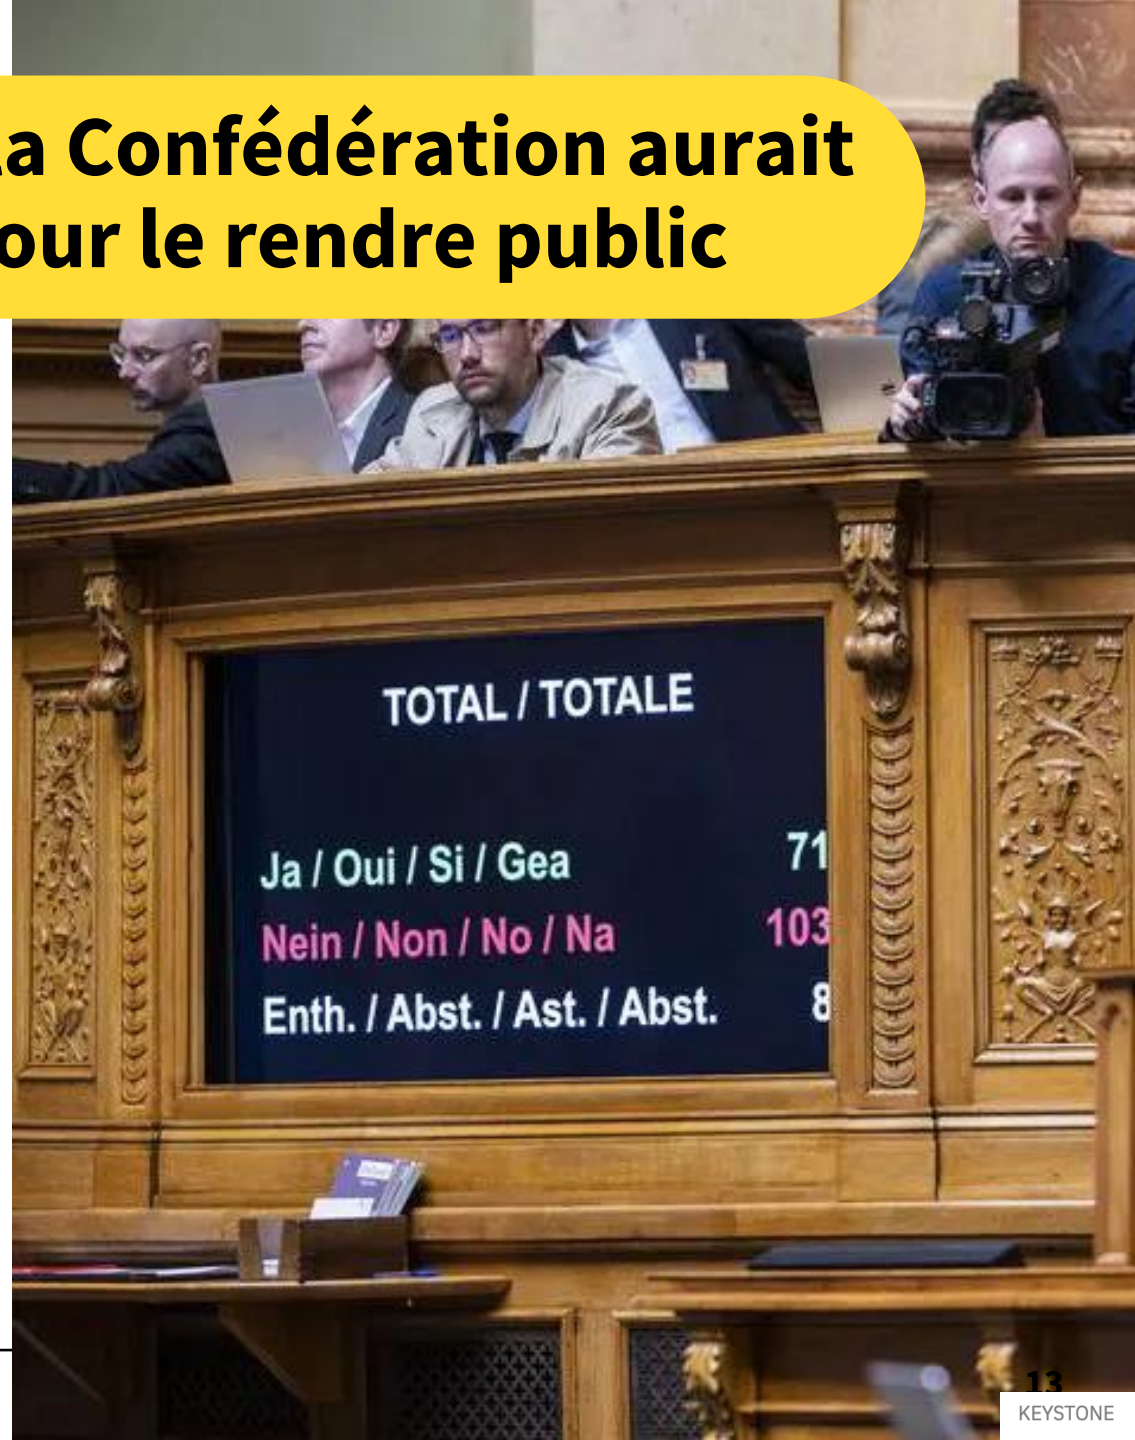 la Confédération aurait
our le rendre public
TOTAL / TOTALE
Ja / Oui / Si / Gea 71
Nein / Non / No / Na 103
Enth. / Abst. / Ast. / Abst. 8
13
KEYSTONE